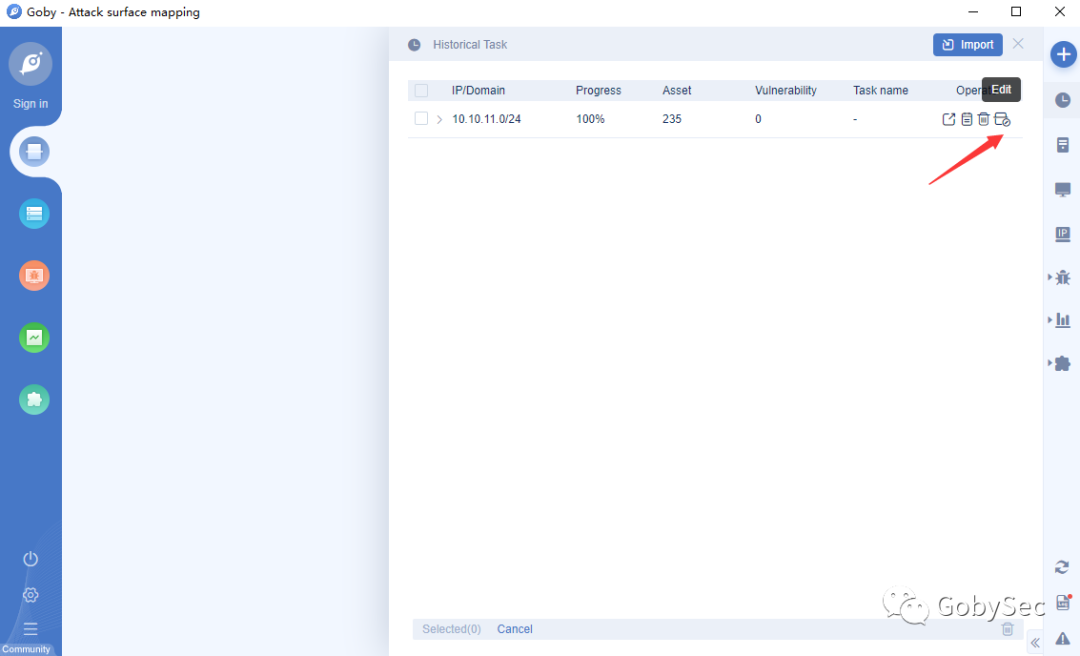 Goby - Attack surface mapping
Sign in
Historical Task
Import
IP/Domain Progress Asset Vulnerability Task name Operat
Edit
10.10.11.0/24 100% 235 0 -
IP
Selected(0) Cancel
GobySec
Community